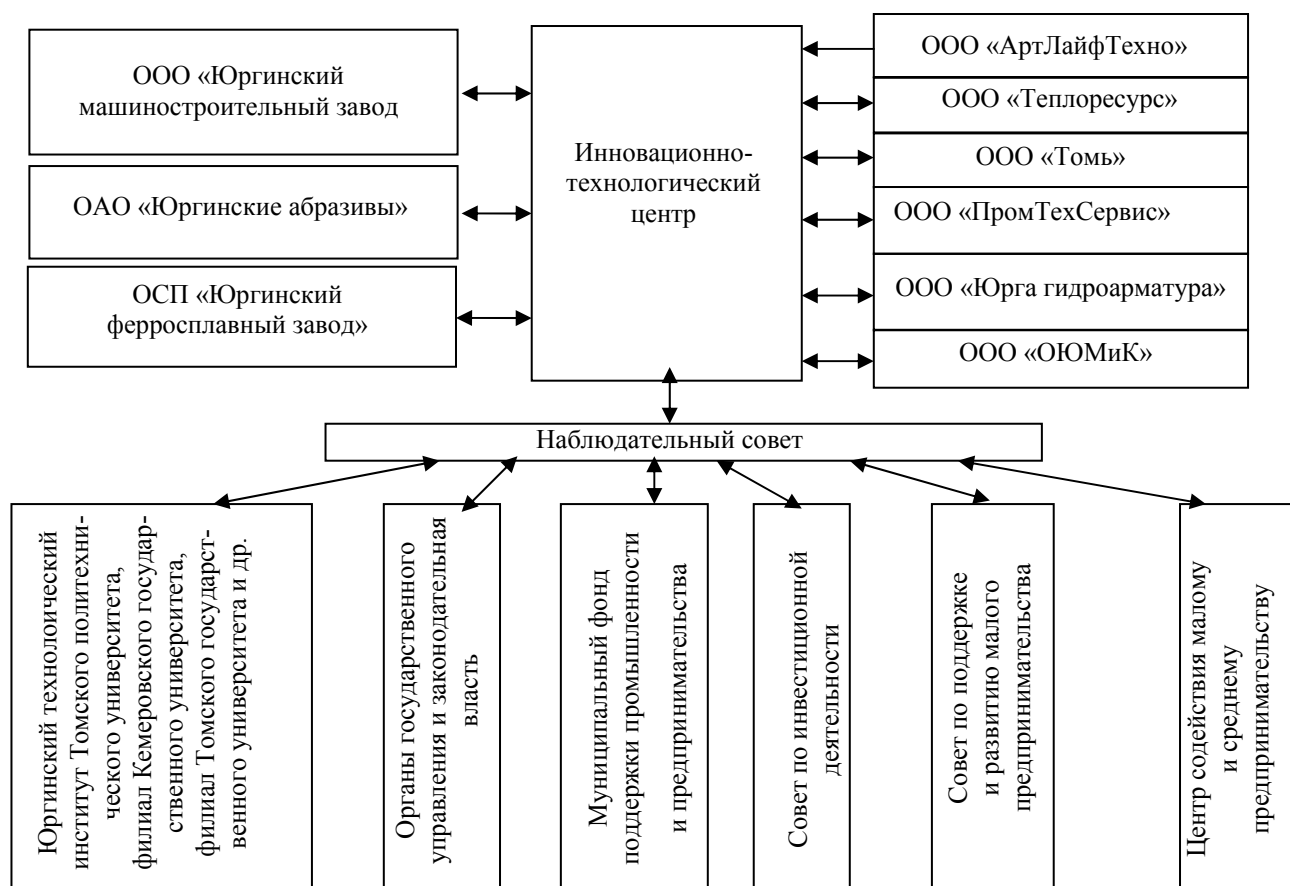 ООО «Юргинский
машиностроительный завод
ОАО «Юргинские абразивы»
ОСП «Юргинский
ферросплавный завод»
Инновационно-
технологический
центр
ООО «АртЛайфТехно»
ООО «Теплоресурс»
ООО «Томь»
ООО «ПромТехСервис»
ООО «Юрга гидроарматура»
ООО «ОЮМиК»
Наблюдательный совет
Юргинский технолоический
институт Томского политехни-
ческого университета,
филиал Кемеровского государ-
ственного университета,
филиал Томского государст-
венного университета и др.
Органы государственного
управления и законодательная
власть
Муниципальный фонд
поддержки промышленности
и предпринимательства
Совет по инвестиционной
деятельности
Совет по поддержке
и развитию малого
предпринимательства
Центр содействия малому
и среднему
предпринимательству